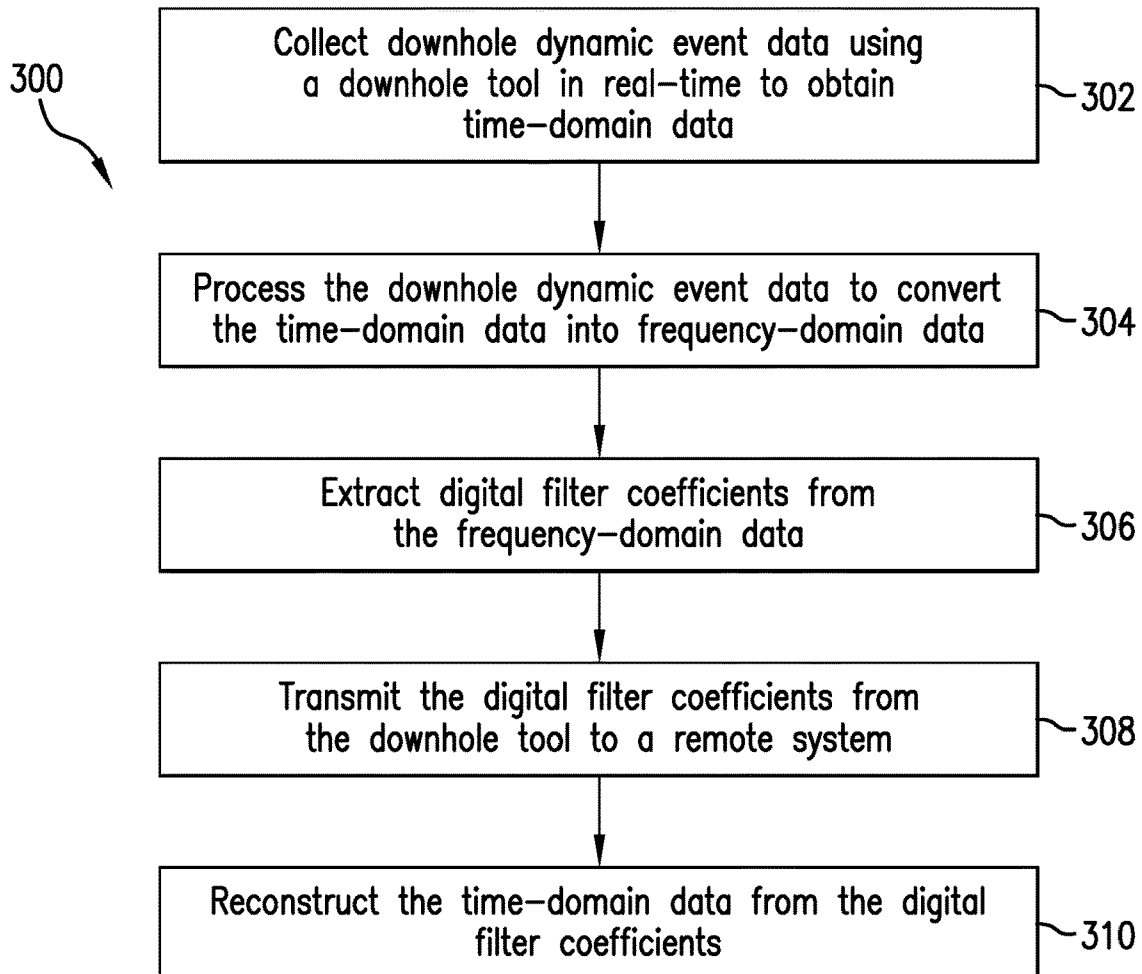 300
Collect downhole dynamic event data using
a downhole tool in real-time to obtain
time-domain data
302
Process the downhole dynamic event data to convert
the time-domain data into frequency-domain data
304
Extract digital filter coefficients from
the frequency-domain data
306
Transmit the digital filter coefficients from
the downhole tool to a remote system
308
Reconstruct the time-domain data from the digital
filter coefficients
310